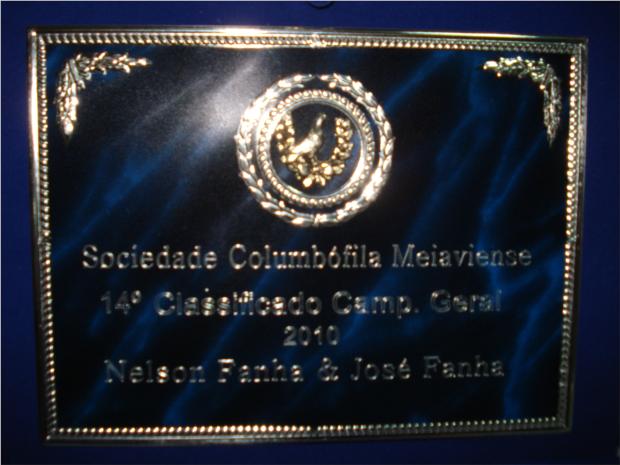 Sociedade Columbófila Meiaviense
14º Classificado Camp. Geral
2010
Nelson Fanha & José Fanha